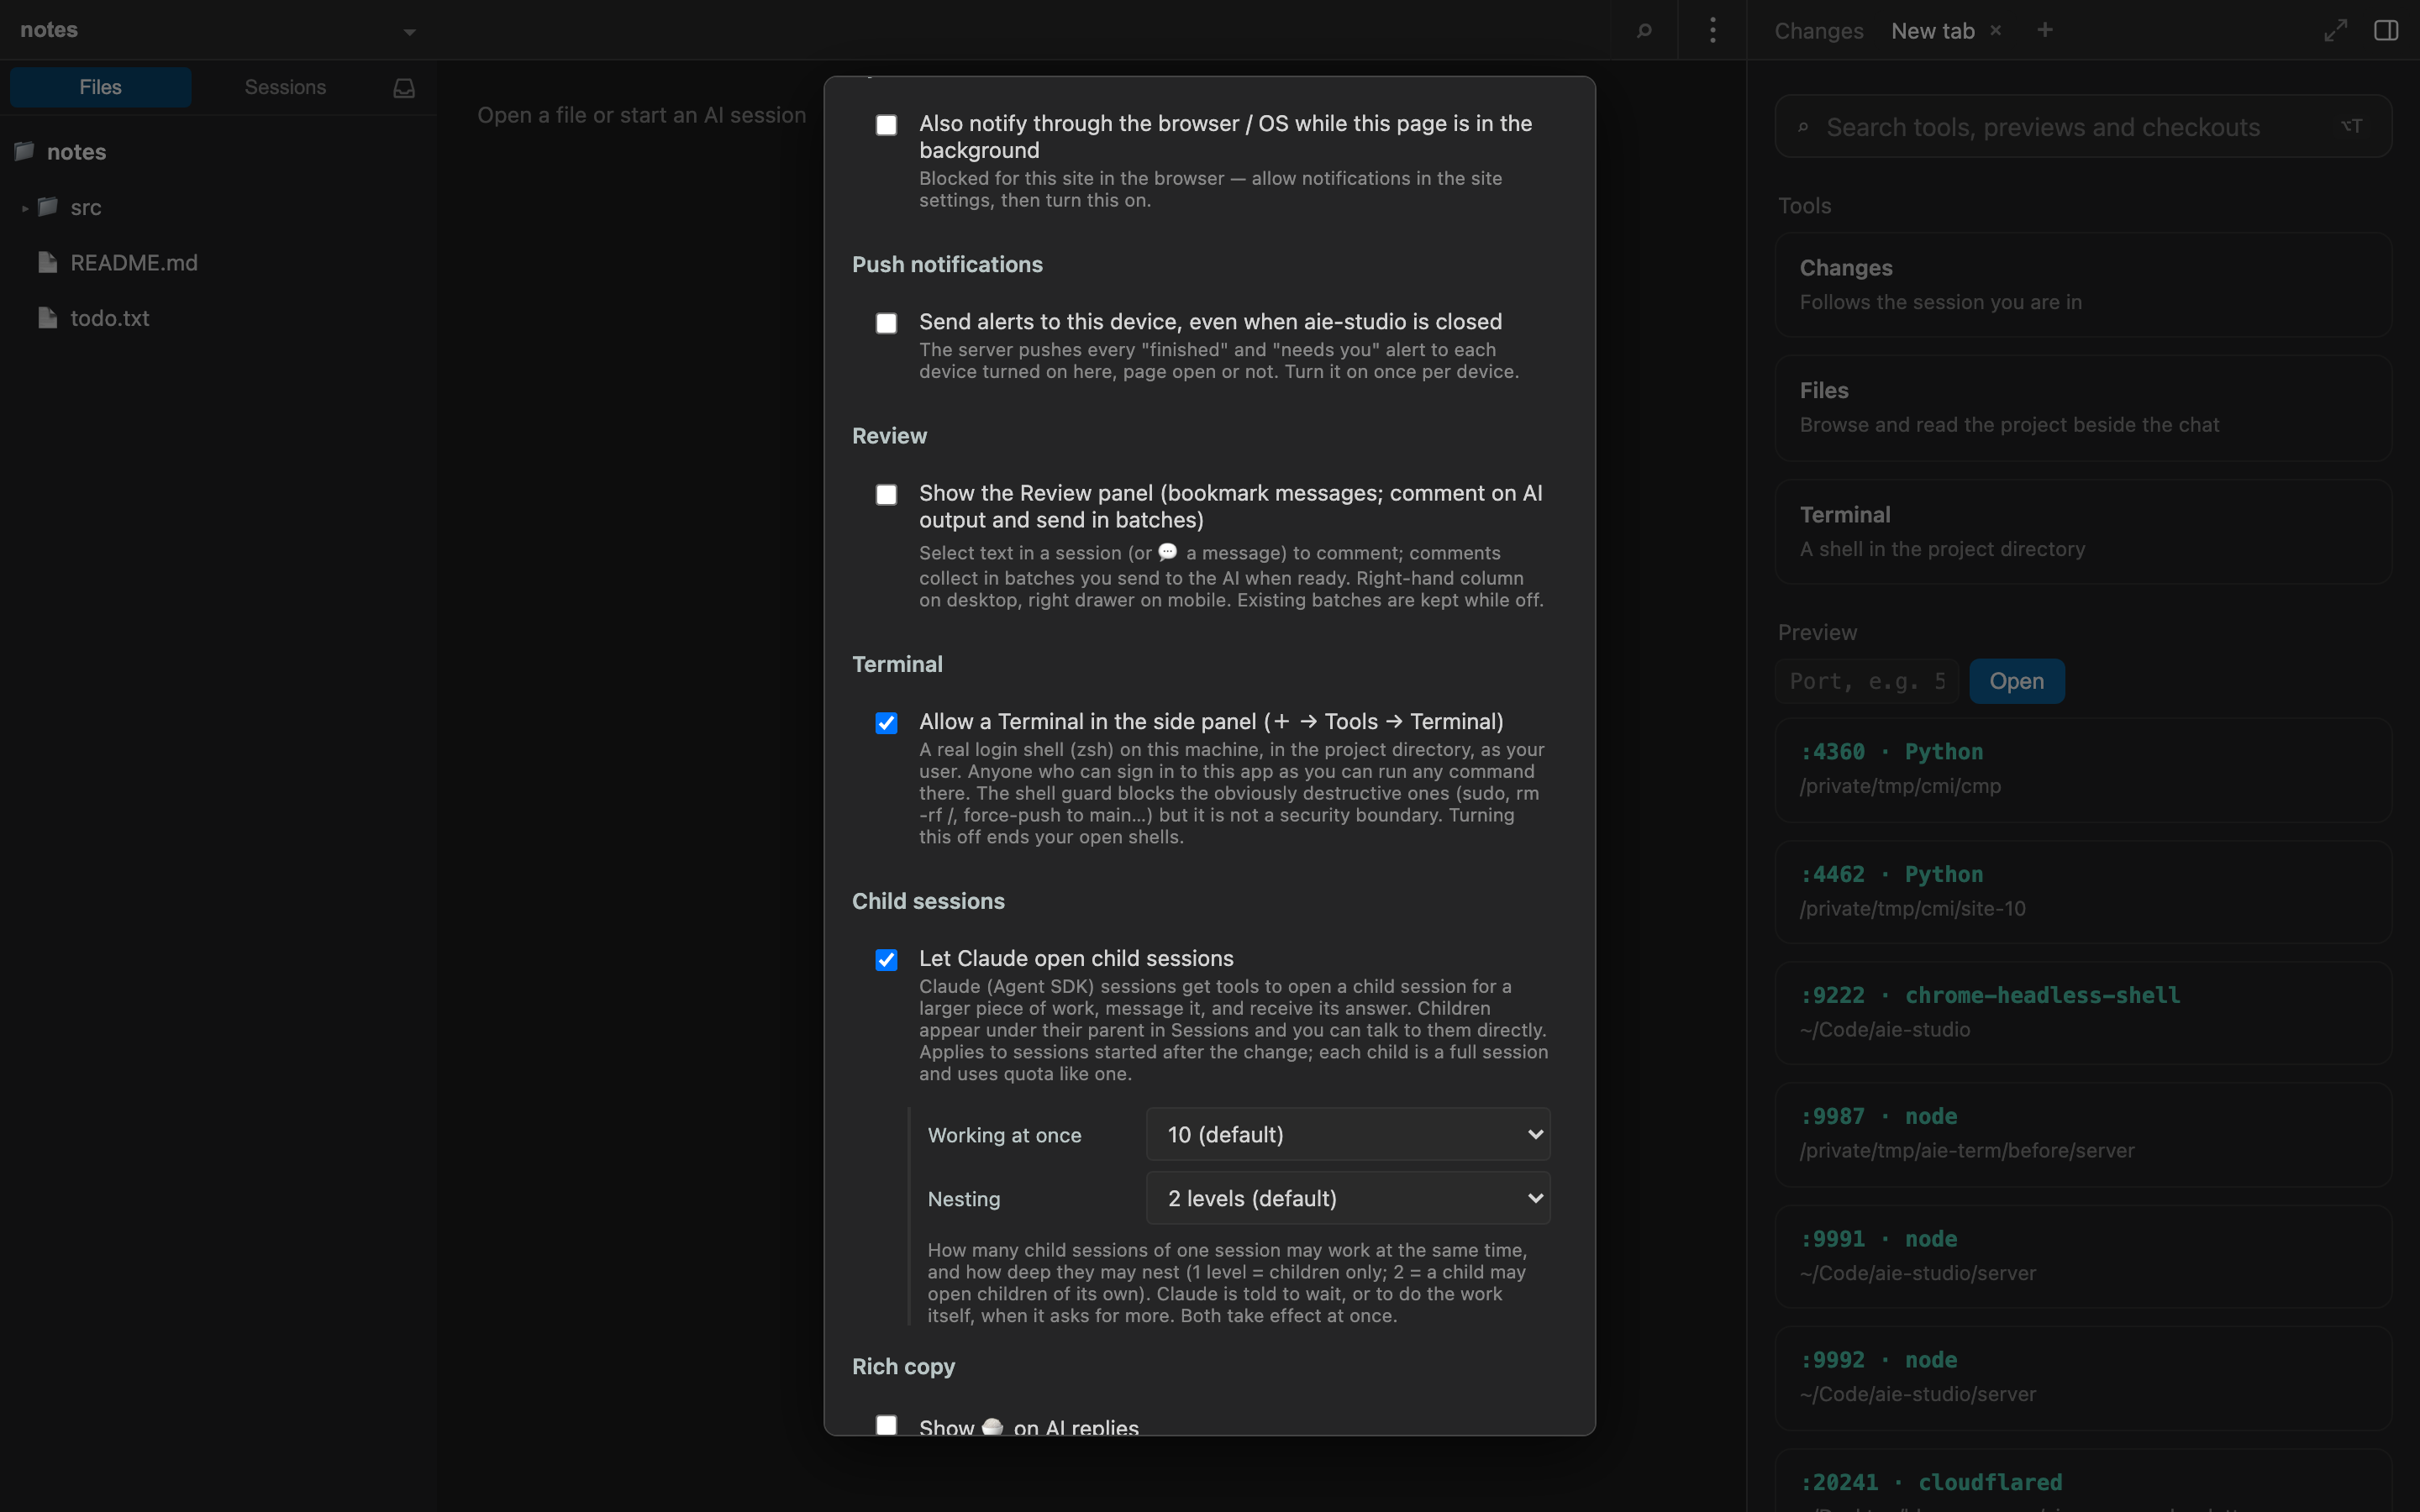 notes
Files
Sessions
notes
src
README.md
todo.txt
Open a file or start an AI session
Also notify through the browser / OS while this page is in the
background
Blocked for this site in the browser — allow notifications in the site
settings, then turn this on.
Push notifications
Send alerts to this device, even when aie-studio is closed
The server pushes every "finished" and "needs you" alert to each
device turned on here, page open or not. Turn it on once per device.
Review
Show the Review panel (bookmark messages; comment on AI
output and send in batches)
Select text in a session (or 💬 a message) to comment; comments
collect in batches you send to the AI when ready. Right-hand column
on desktop, right drawer on mobile. Existing batches are kept while off.
Terminal
Allow a Terminal in the side panel (+ → Tools → Terminal)
A real login shell (zsh) on this machine, in the project directory, as your
user. Anyone who can sign in to this app as you can run any command
there. The shell guard blocks the obviously destructive ones (sudo, rm
-rf /, force-push to main...) but it is not a security boundary. Turning
this off ends your open shells.
Child sessions
Let Claude open child sessions
Claude (Agent SDK) sessions get tools to open a child session for a
larger piece of work, message it, and receive its answer. Children
appear under their parent in Sessions and you can talk to them directly.
Applies to sessions started after the change; each child is a full session
and uses quota like one.
Working at once
10 (default)
Nesting
2 levels (default)
How many child sessions of one session may work at the same time,
and how deep they may nest (1 level = children only; 2 = a child may
open children of its own). Claude is told to wait, or to do the work
itself, when it asks for more. Both take effect at once.
Rich copy
Show 🍚 on AI replies
Changes
New tab
Search tools, previews and checkouts
⌥T
Tools
Changes
Follows the session you are in
Files
Browse and read the project beside the chat
Terminal
A shell in the project directory
Preview
Port, e.g. 5
Open
:4360 · Python
/private/tmp/cmi/cmp
:4462 · Python
/private/tmp/cmi/site-10
:9222 · chrome-headless-shell
~/Code/aie-studio
:9987 · node
/private/tmp/aie-term/before/server
:9991 · node
~/Code/aie-studio/server
:9992 · node
~/Code/aie-studio/server
:20241 · cloudflared